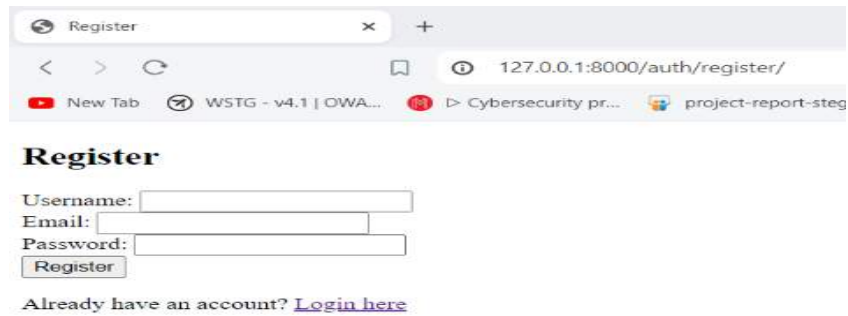 Register
127.0.0.1:8000/auth/register/
New Tab WSTG - v4.1 | OWA... Cybersecurity pr... project-report-steg
Register
Username:
Email:
Password:
Register
Already have an account? Login here